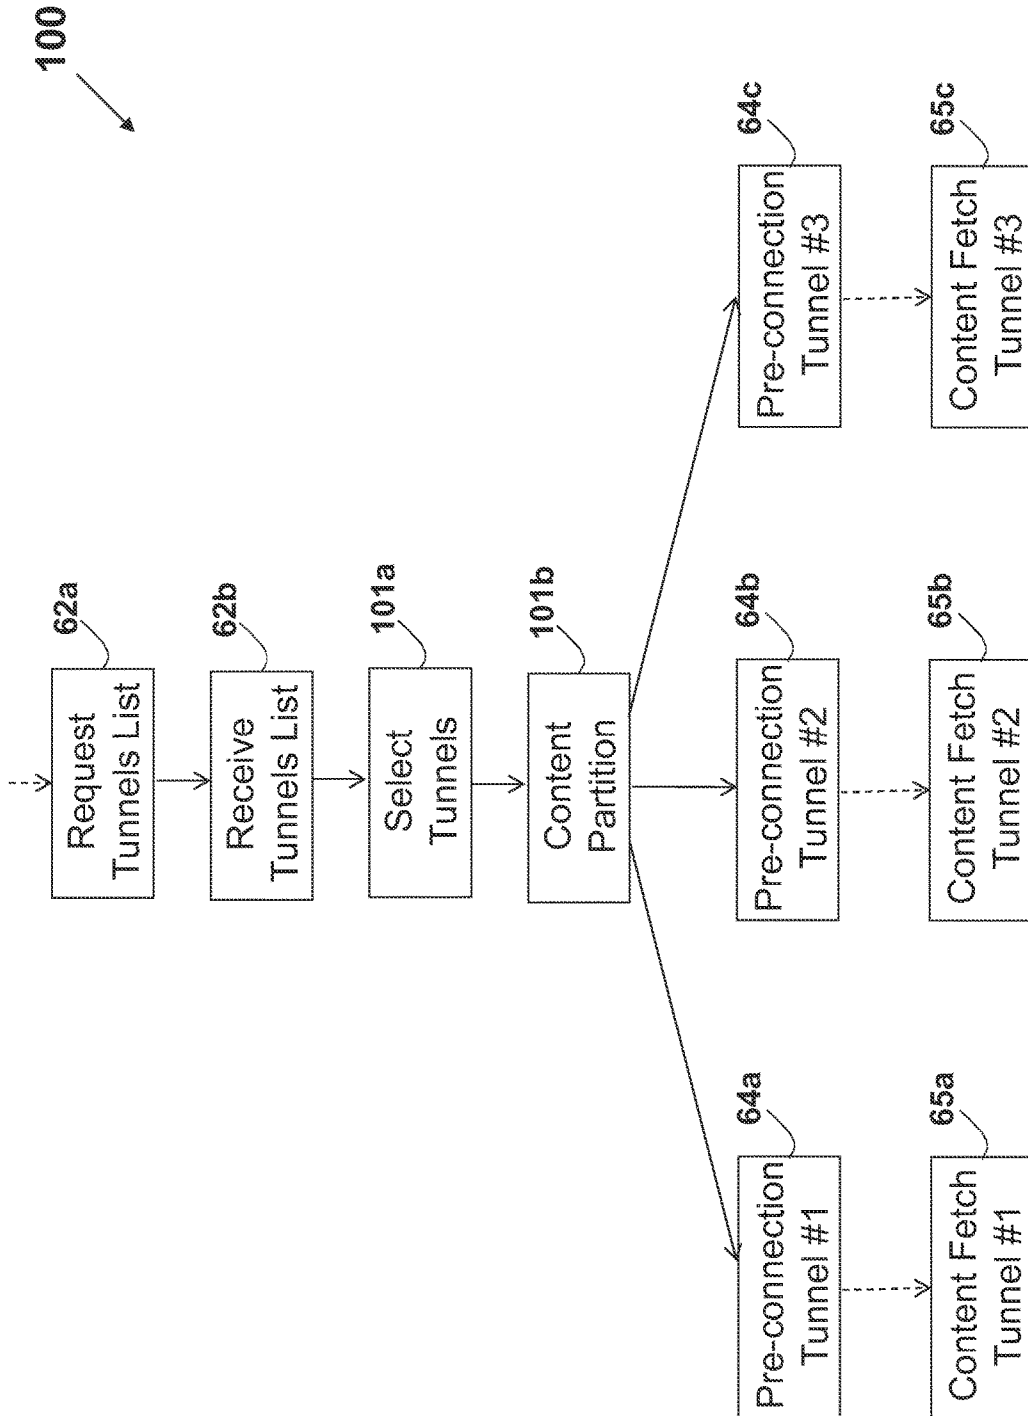 100
62a
Request
Tunnels List
62b
Receive
Tunnels List
101a
Select
Tunnels
101b
Content
Partition
64a
Pre-connection
Tunnel #1
64b
Pre-connection
Tunnel #2
64c
Pre-connection
Tunnel #3
65a
Content Fetch
Tunnel #1
65b
Content Fetch
Tunnel #2
65c
Content Fetch
Tunnel #3